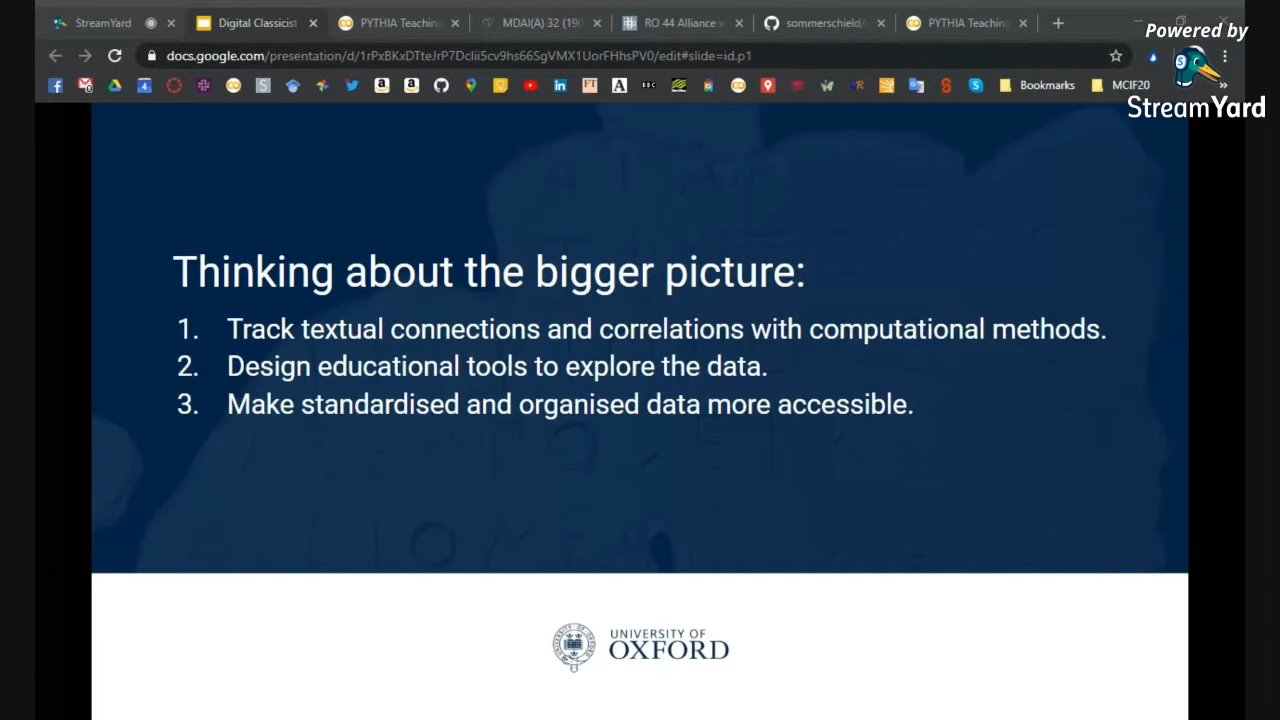 StreamYard
Digital Classicist
PYTHIA Teaching
MDAI(A) 32 (190
RO 44 Alliance w
sommerschield/
PYTHIA Teaching
Powered by
StreamYard
docs.google.com/presentation/d/1rPxBKxDTteJrP7Dclii5cv9hs66SgVMX1UorFHhsPV0/edit#slide=id.p1
Bookmarks
MCIF20
Thinking about the bigger picture:
1. Track textual connections and correlations with computational methods.
2. Design educational tools to explore the data.
3. Make standardised and organised data more accessible.
UNIVERSITY OF
OXFORD